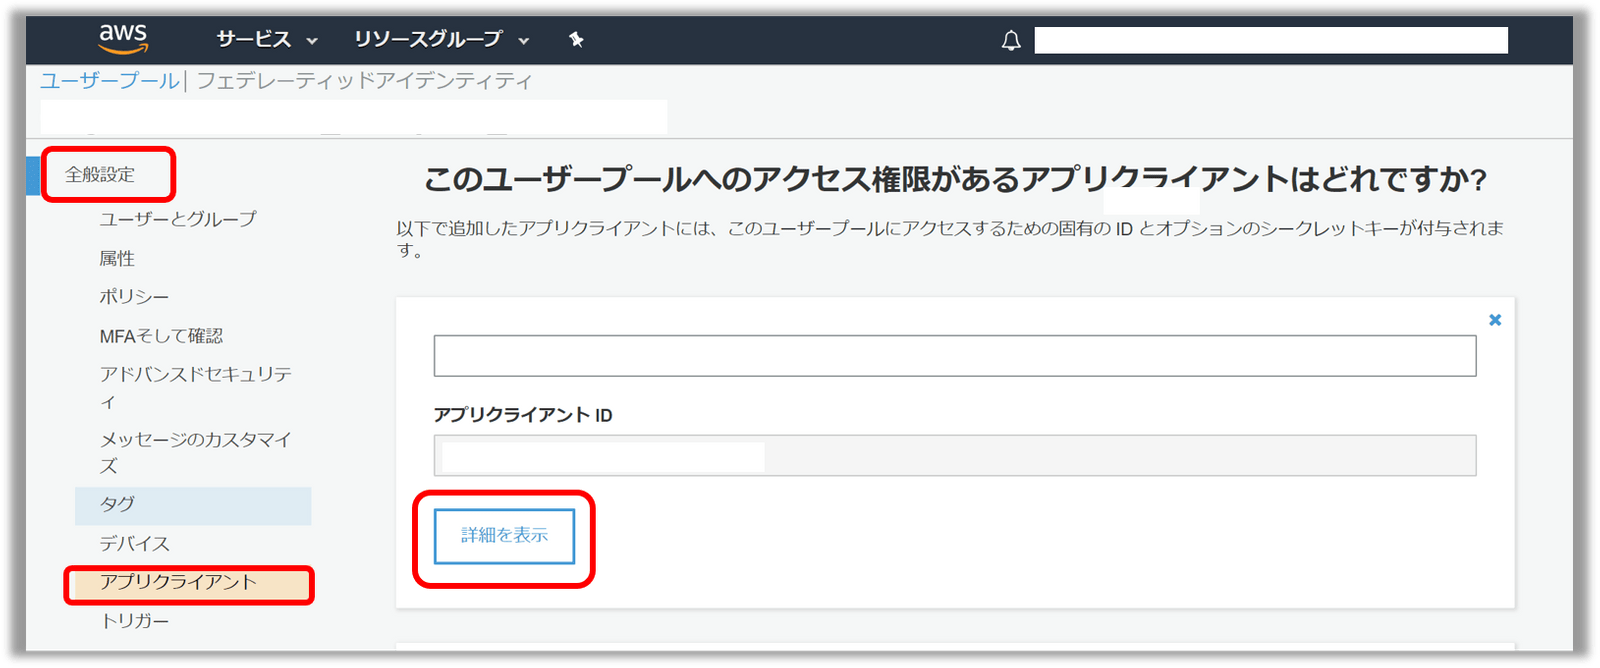 aws サービス リソースグループ
ユーザープール| フェデレーティッドアイデンティティ
全般設定
ユーザーとグループ
属性
ポリシー
MFAそして確認
アドバンスドセキュリテ
ィ
メッセージのカスタマイ
ズ
タグ
デバイス
アプリクライアント
トリガー
このユーザープールへのアクセス権限があるアプリクライアントはどれですか?
以下で追加したアプリクライアントには、このユーザープールにアクセスするための固有の ID とオプションのシークレットキーが付与されま
す。
アプリクライアント ID
詳細を表示